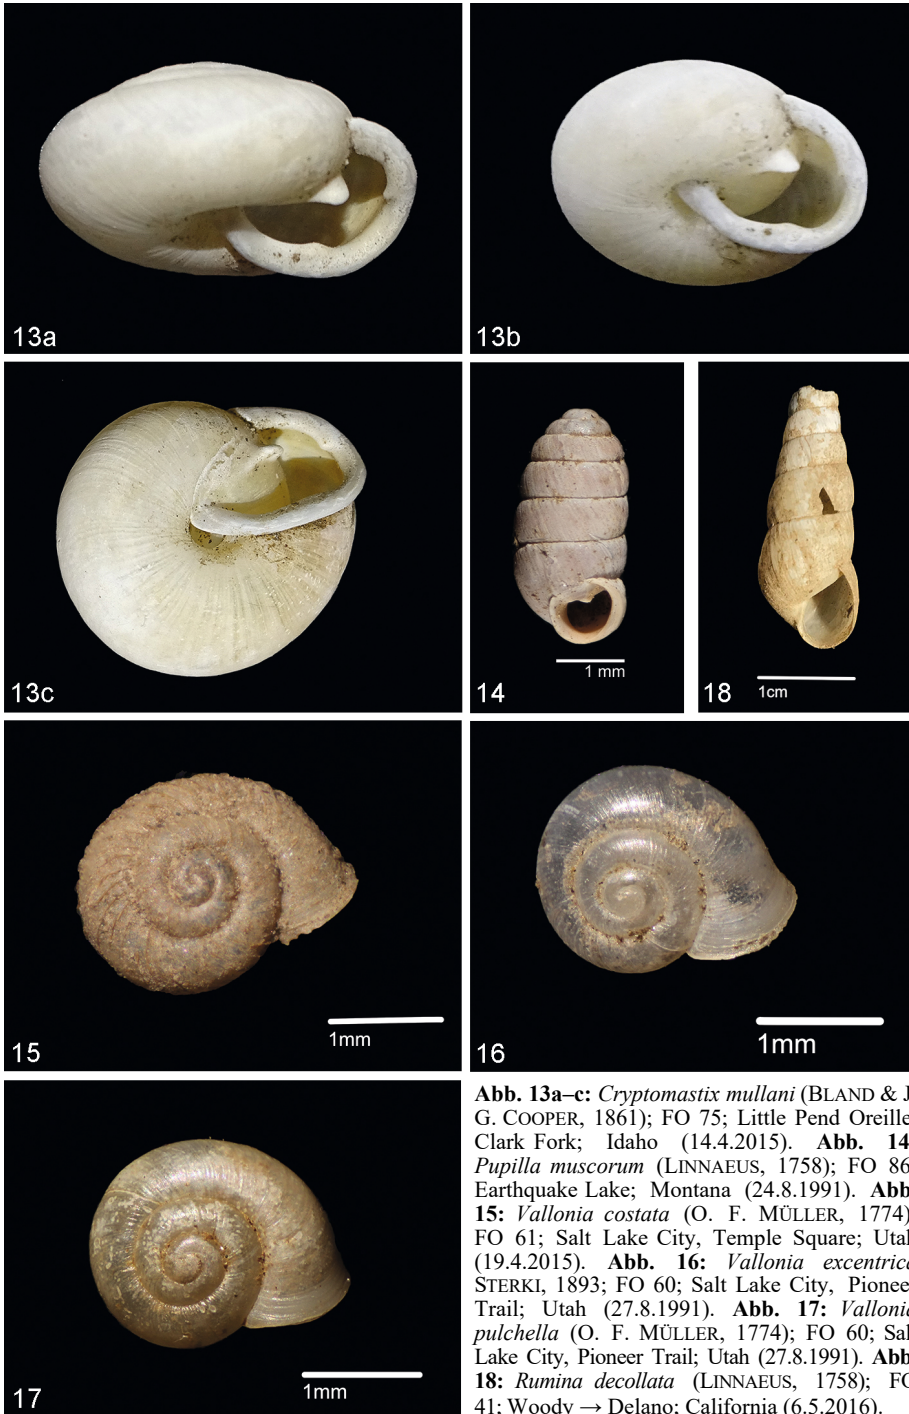 13a
13b
13c
1 mm
14
1cm
18
1mm
15
1mm
16
1mm
17
Abb. 13a–c: Cryptomastix mullani (BLAND & J
G. COOPER, 1861); FO 75; Little Pend Oreille
Clark Fork; Idaho (14.4.2015). Abb. 14
Pupilla muscorum (LINNAEUS, 1758); FO 86
Earthquake Lake; Montana (24.8.1991). Abb
15: Vallonia costata (O. F. MÜLLER, 1774)
FO 61; Salt Lake City, Temple Square; Utah
(19.4.2015). Abb. 16: Vallonia excentrica
STERKI, 1893; FO 60; Salt Lake City, Pionee
Trail; Utah (27.8.1991). Abb. 17: Vallonia
pulchella (O. F. MÜLLER, 1774); FO 60; Sal
Lake City, Pioneer Trail; Utah (27.8.1991). Abb
18: Rumina decollata (LINNAEUS, 1758); FO
41; Woody → Delano; California (6.5.2016).